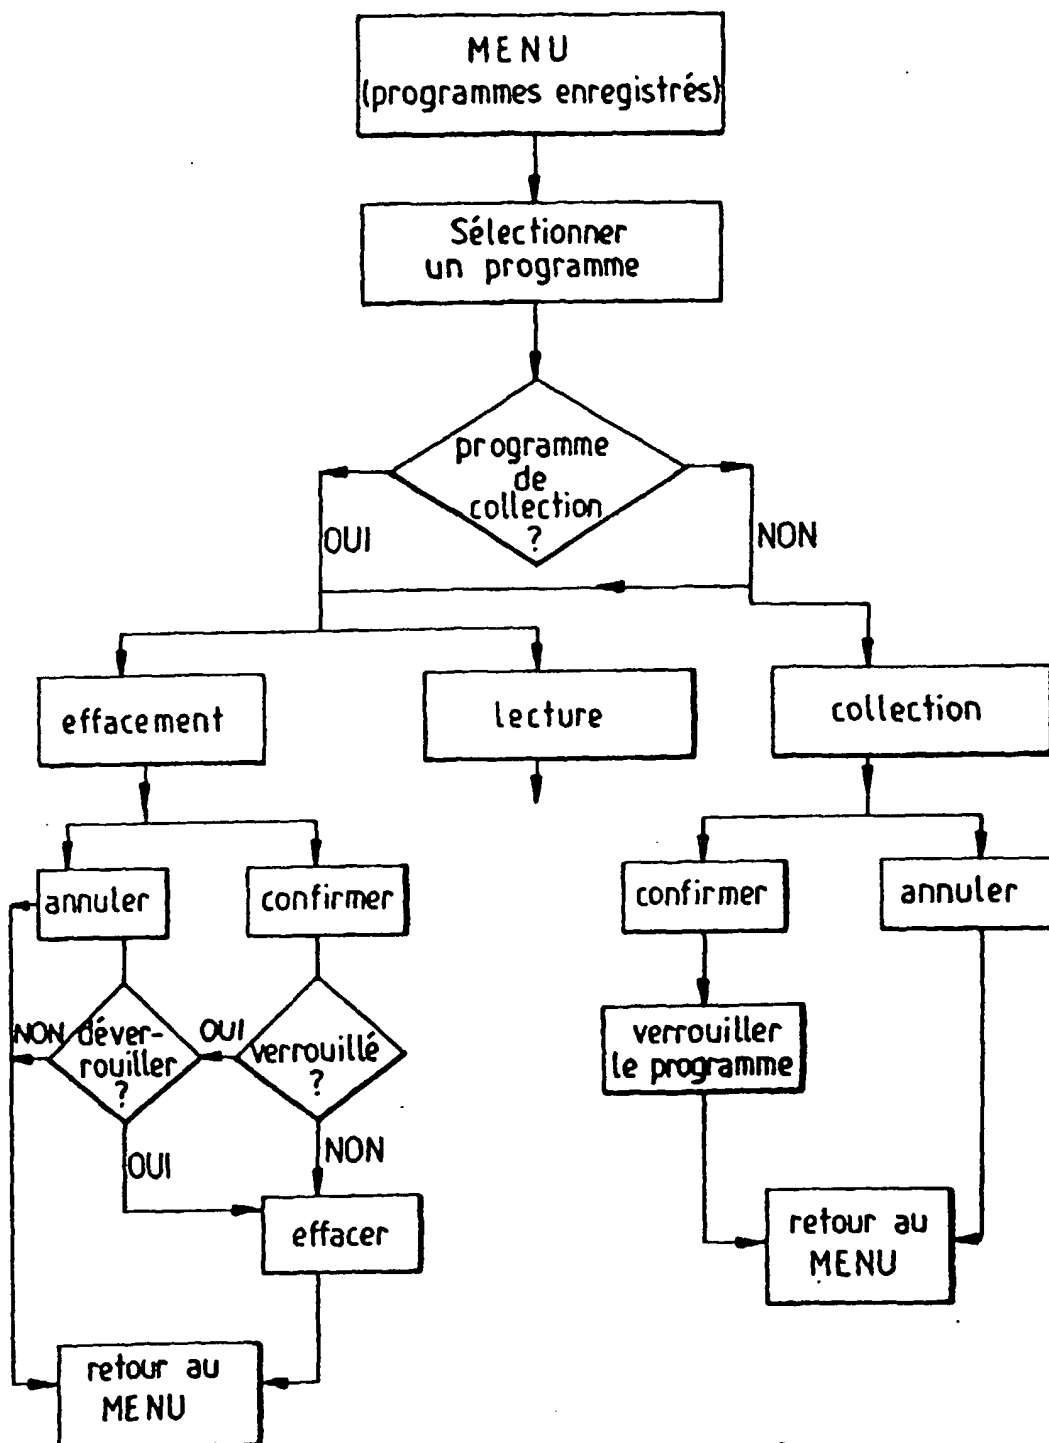 MENU
(programmes enregistrés)
Sélectionner
un programme
programme
de
collection
?
OUI
NON
effacement
lecture
collection
annuler
confirmer
confirmer
annuler
NON
déver-
rouiller
?
OUI
verrouillé
?
verrouiller
le programme
OUI
NON
effacer
retour au
MENU
retour au
MENU